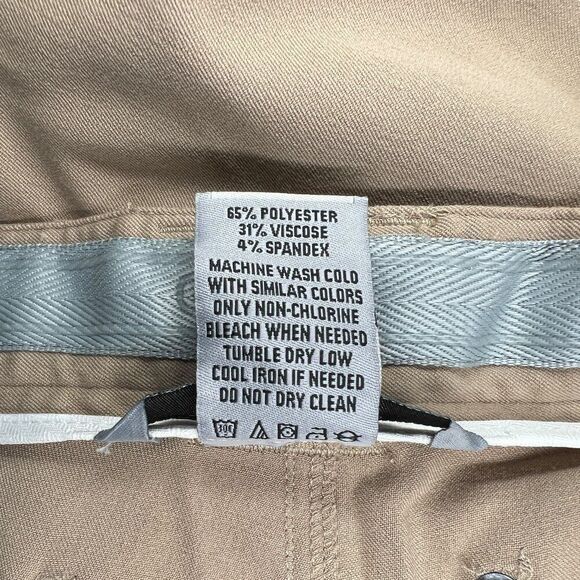 65% POLYESTER
31% VISCOSE
4% SPANDEX
MACHINE WASH COLD
WITH SIMILAR COLORS
ONLY NON-CHLORINE
BLEACH WHEN NEEDED
TUMBLE DRY LOW
COOL IRON IF NEEDED
DO NOT DRY CLEAN